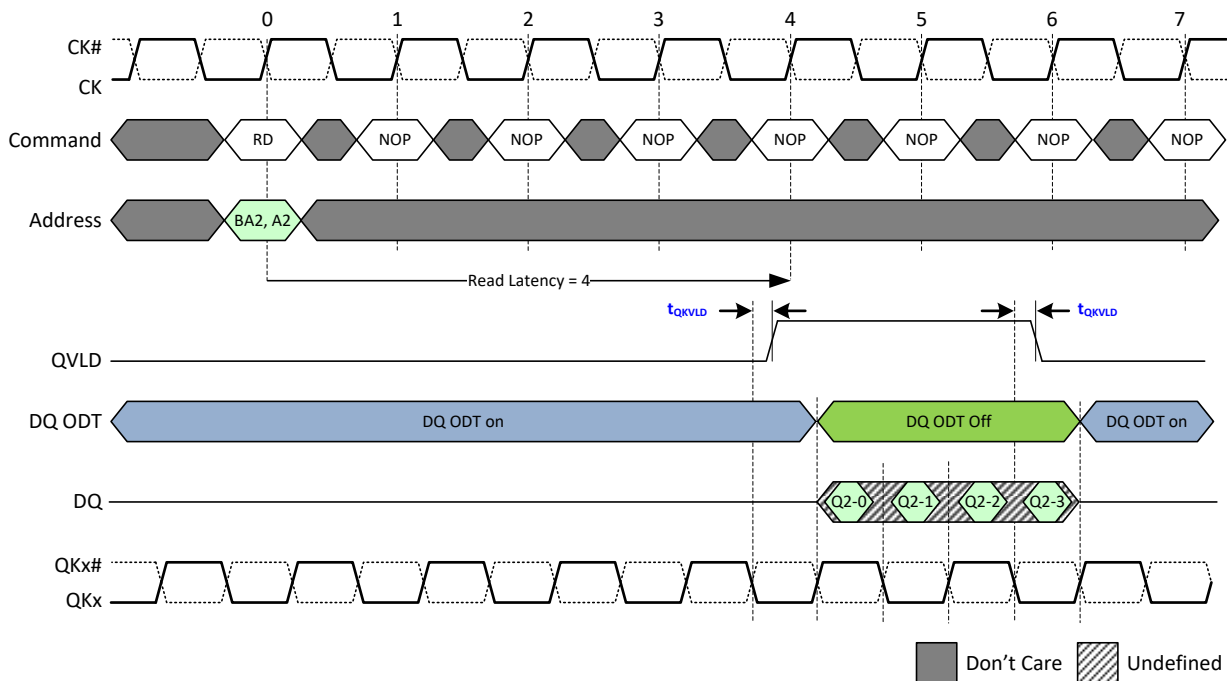 0 1 2 3 4 5 6 7
CK#
CK
Command RD NOP NOP NOP NOP NOP NOP NOP
Address BA2, A2
Read Latency = 4
tQKVLD tQKVLD
QVLD
DQ ODT DQ ODT on DQ ODT Off DQ ODT on
DQ Q2-0 Q2-1 Q2-2 Q2-3
QKx#
QKx
Don't Care Undefined